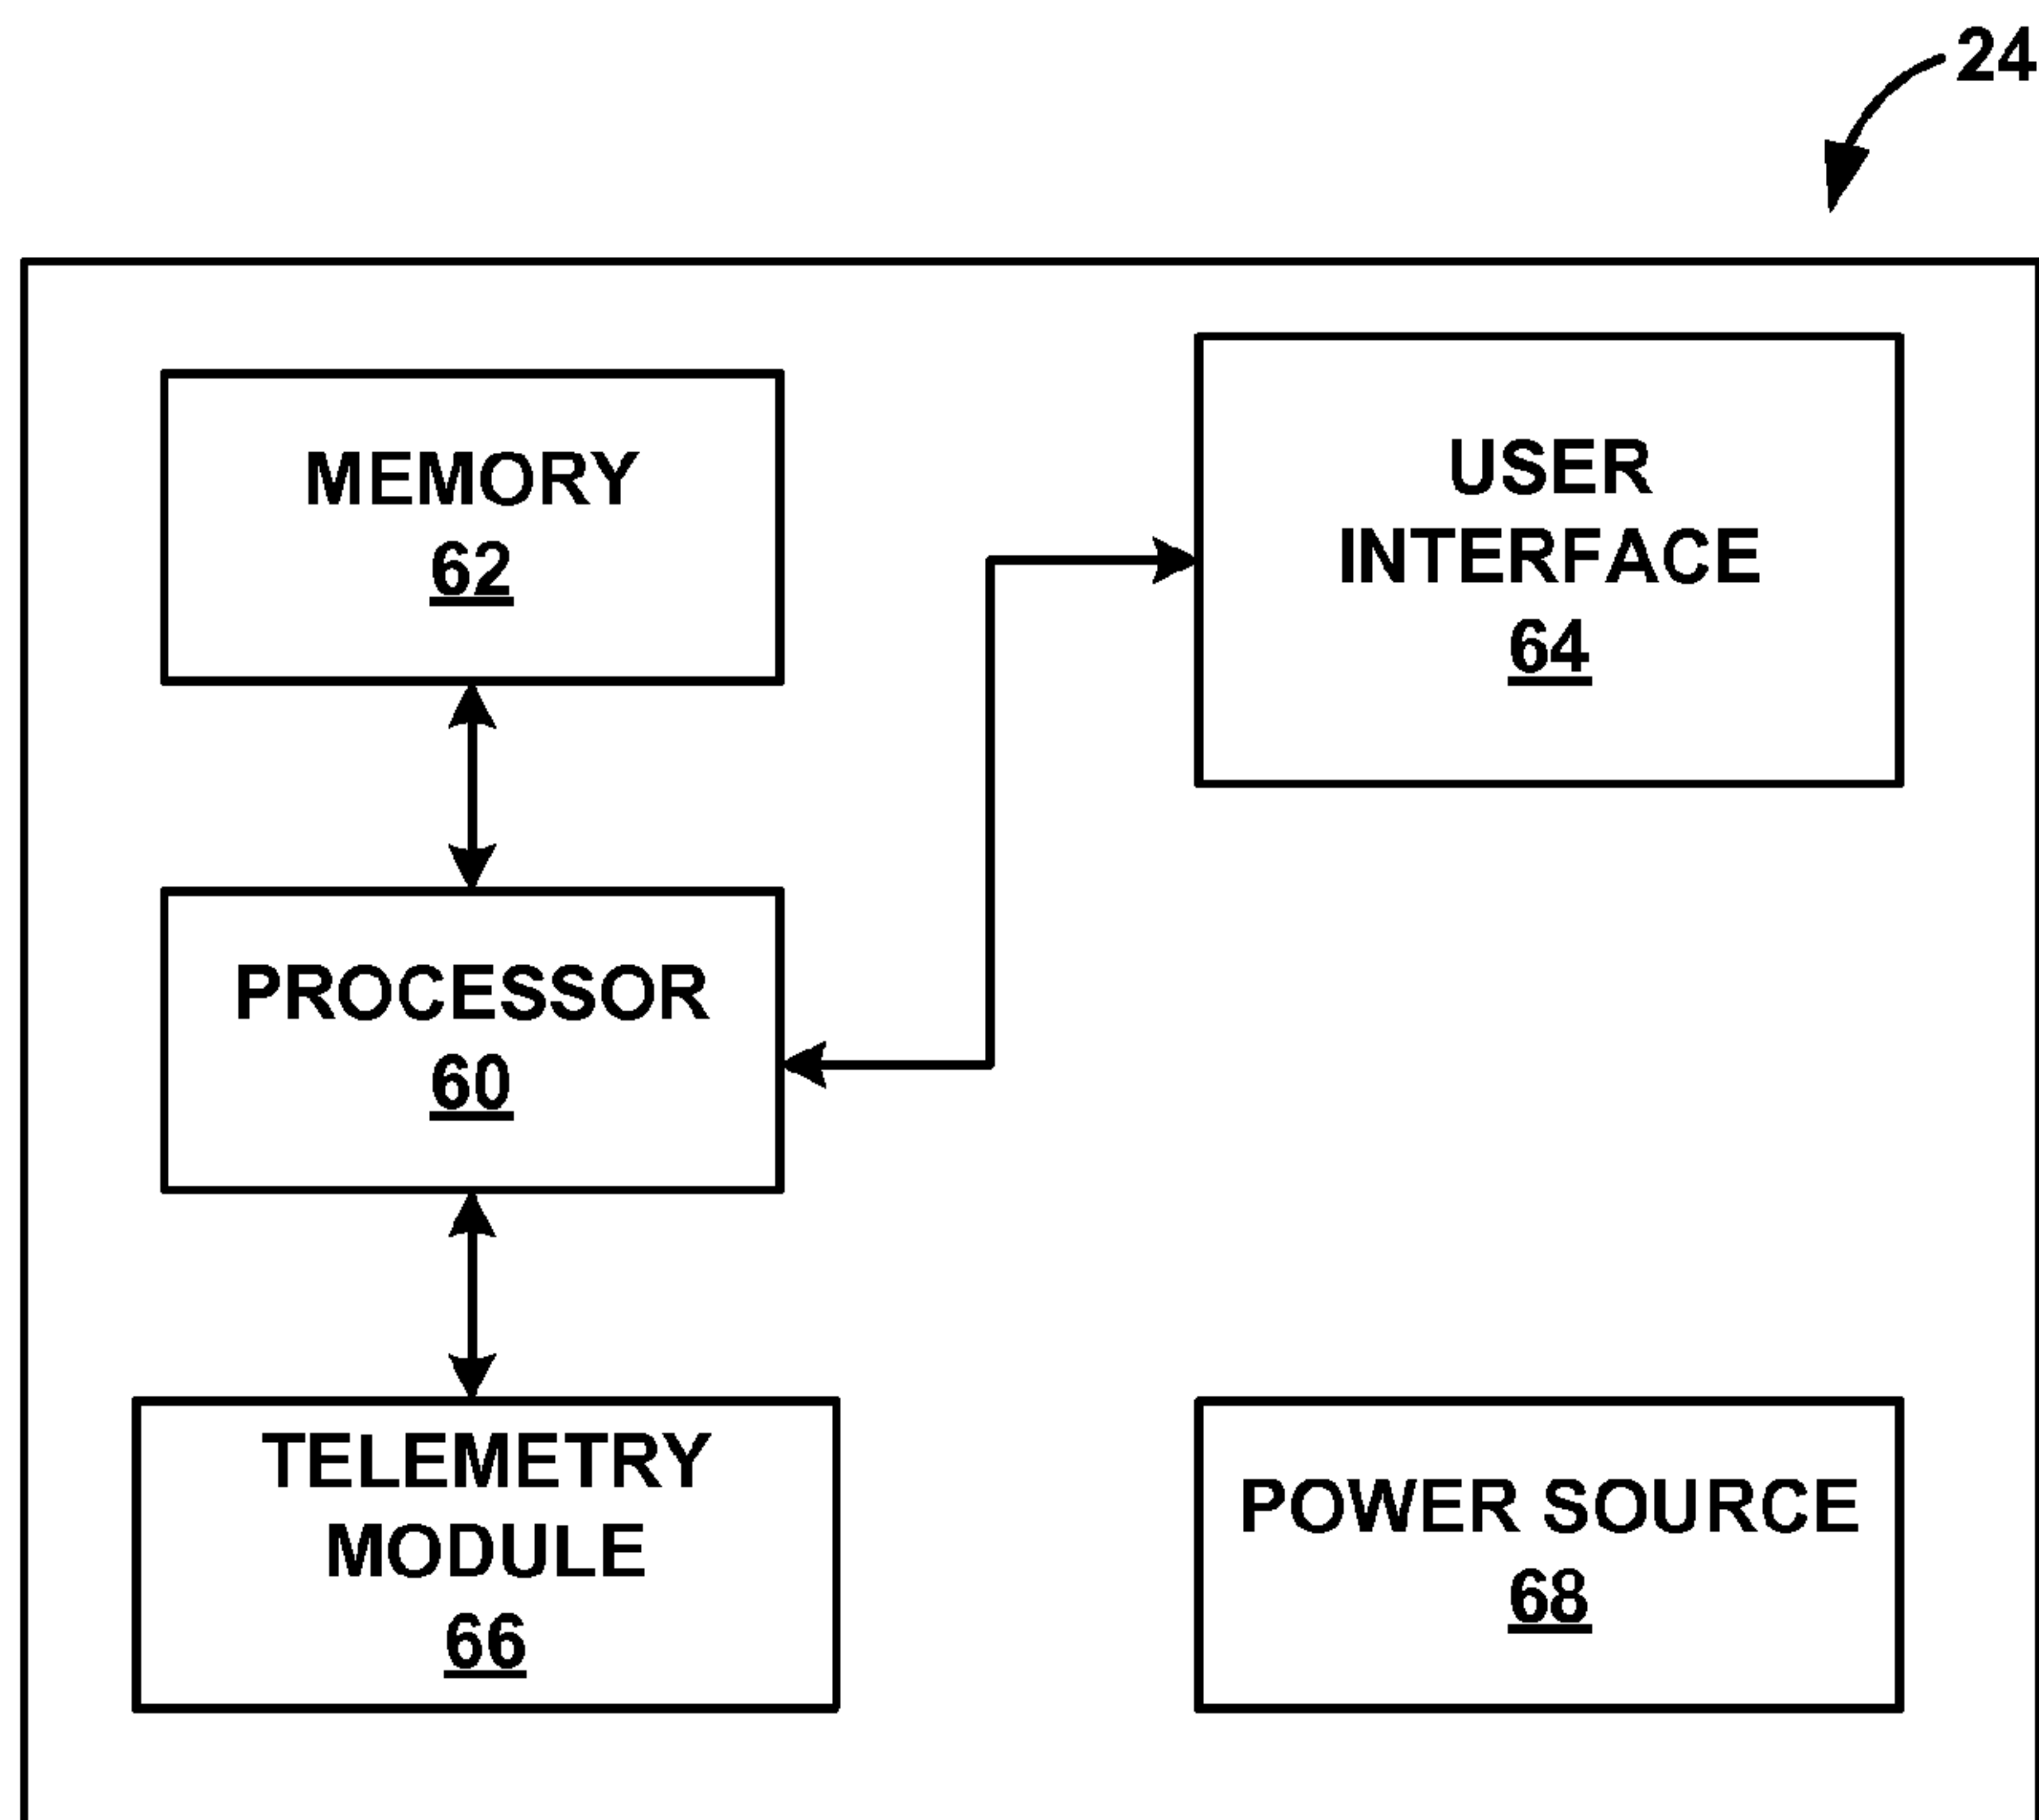 24
MEMORY
62
USER
INTERFACE
64
PROCESSOR
60
TELEMETRY
MODULE
66
POWER SOURCE
68